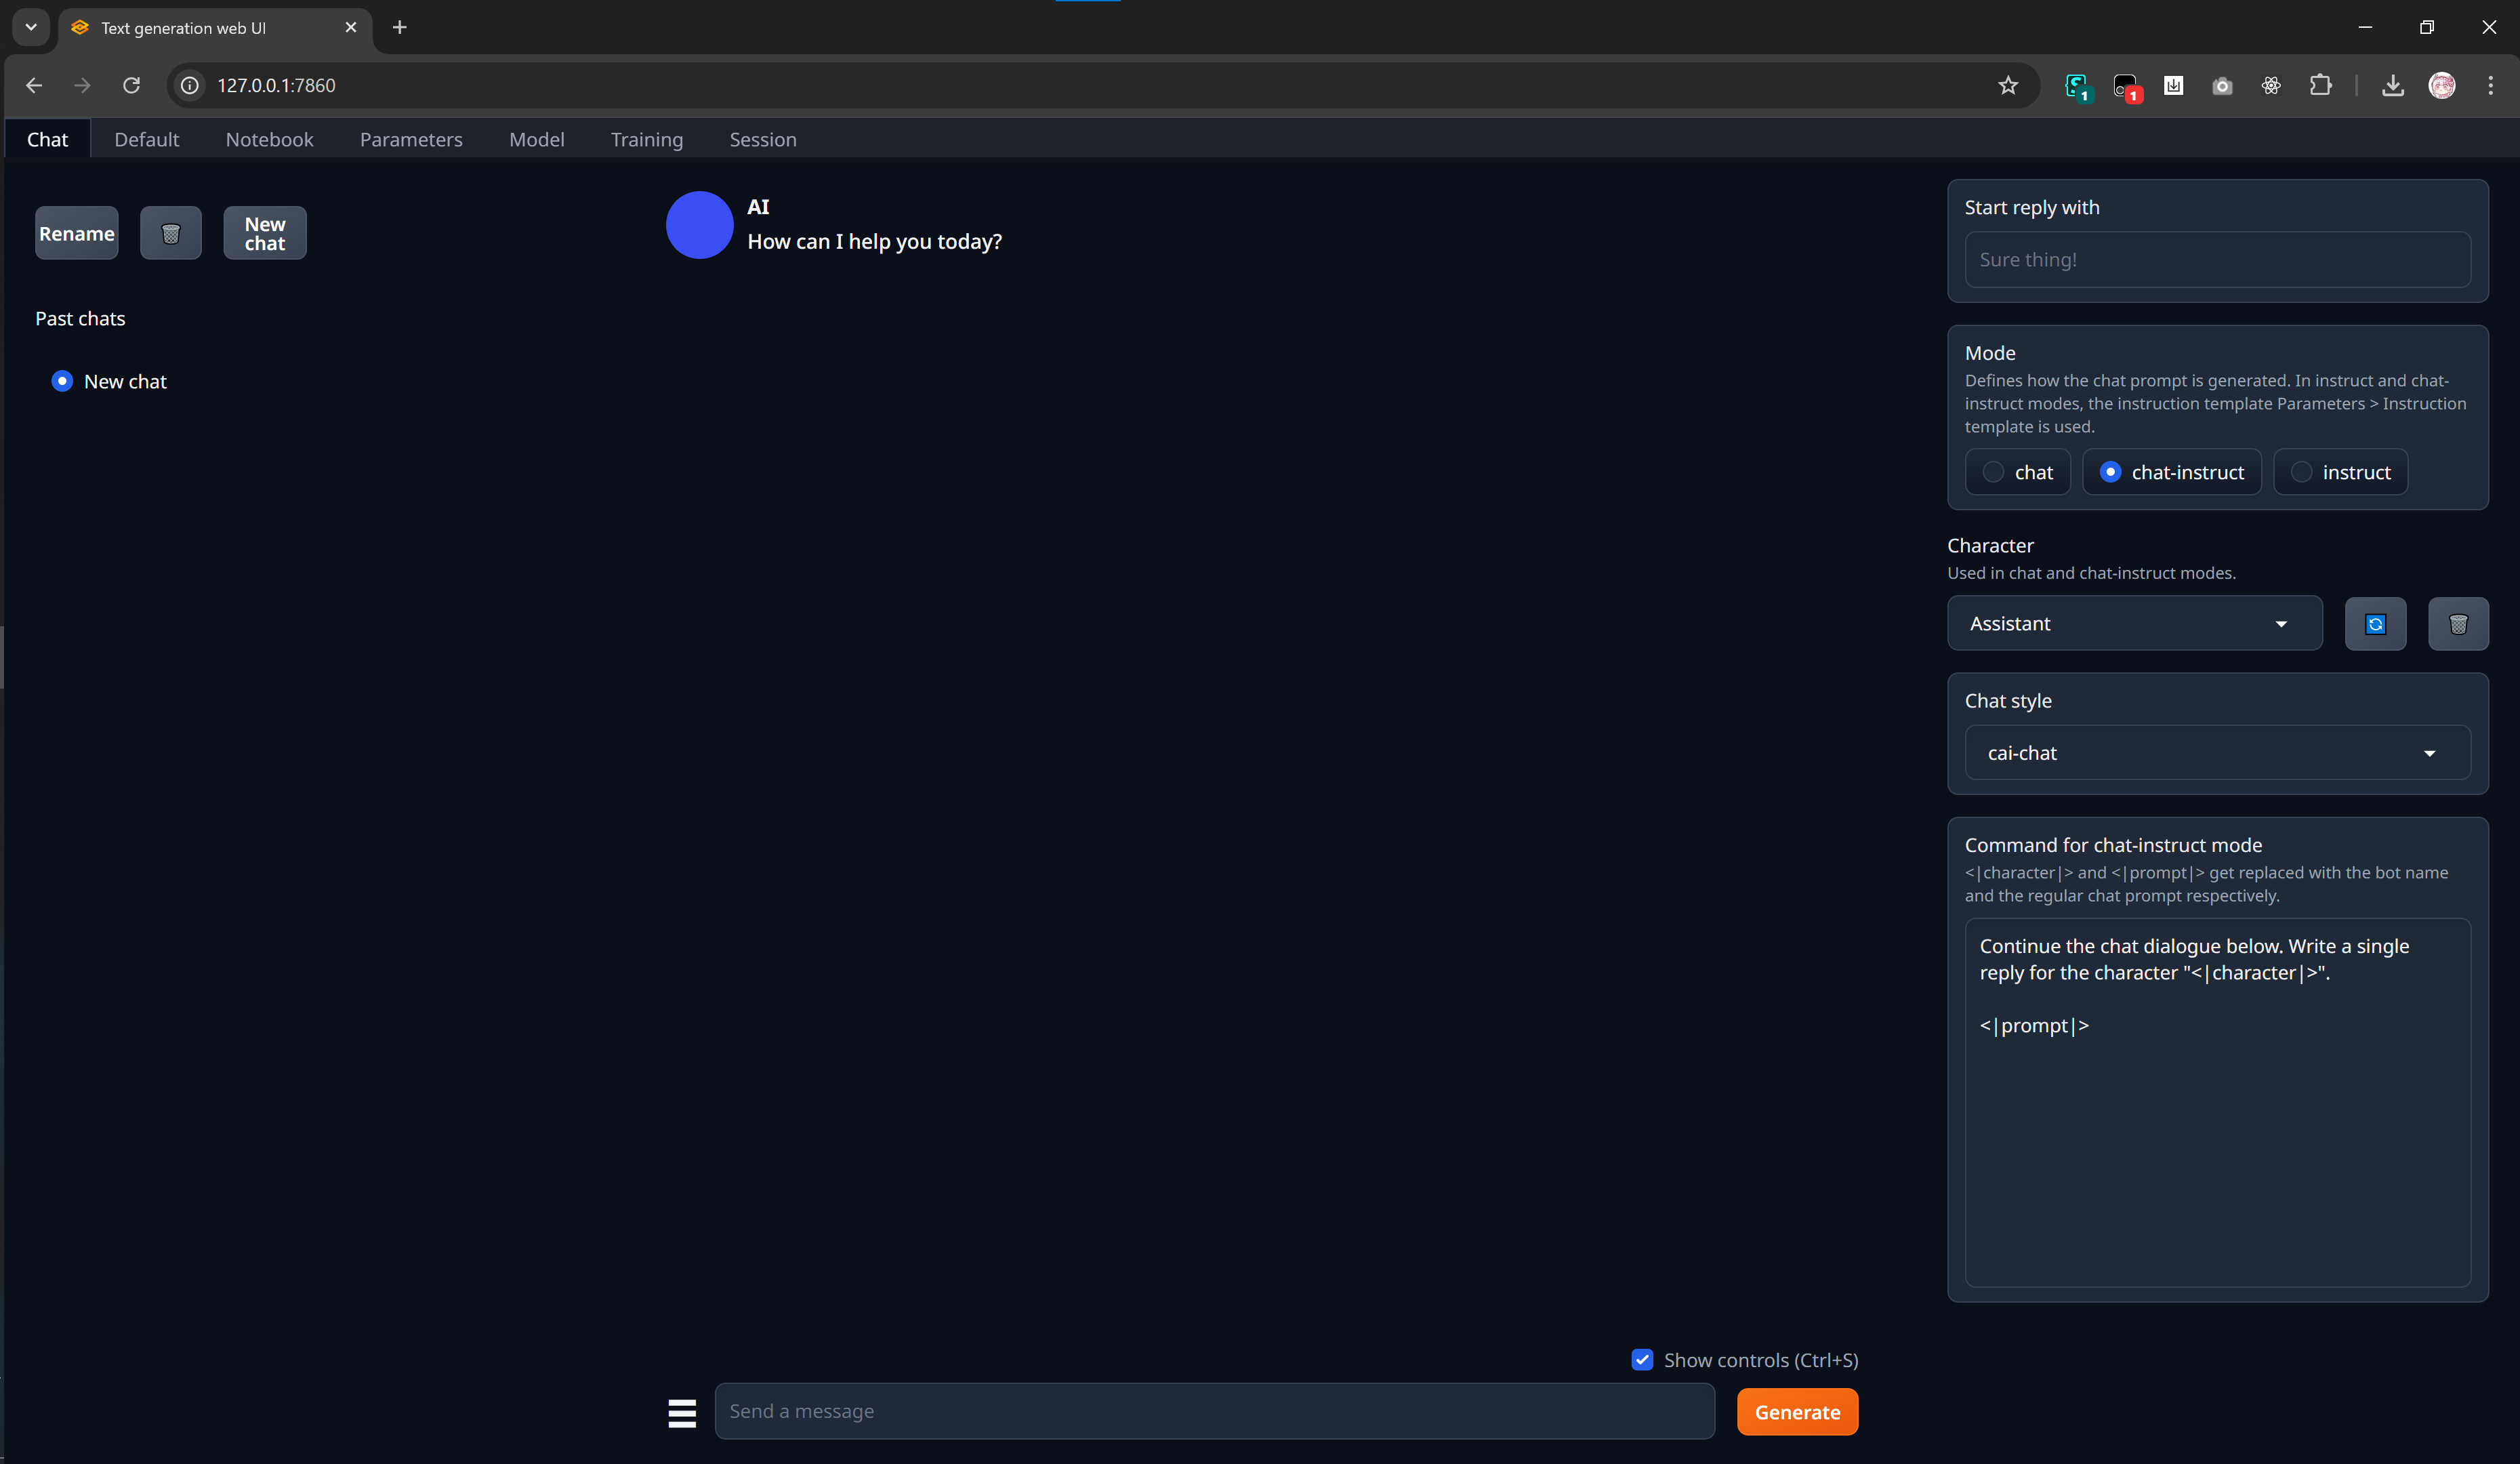 Text generation web UI
127.0.0.1:7860
1
1
Chat
Default
Notebook
Parameters
Model
Training
Session
Rename
New
chat
Past chats
New chat
AI
How can I help you today?
Start reply with
Sure thing!
Mode
Defines how the chat prompt is generated. In instruct and chat-
instruct modes, the instruction template Parameters > Instruction
template is used.
chat
chat-instruct
instruct
Character
Used in chat and chat-instruct modes.
Assistant
Chat style
cai-chat
Command for chat-instruct mode
<|character|> and <|prompt|> get replaced with the bot name
and the regular chat prompt respectively.
Continue the chat dialogue below. Write a single
reply for the character "<|character|>".
<|prompt|>
Show controls (Ctrl+S)
Send a message
Generate